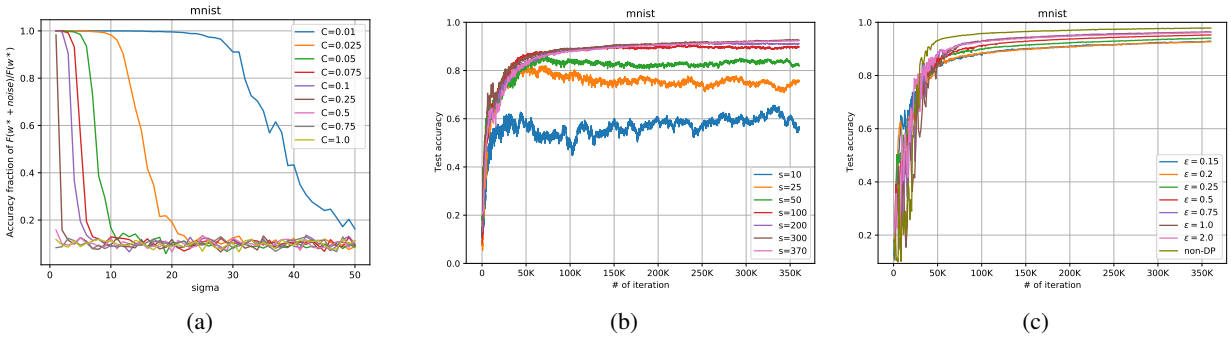 mnist
Accuracy fraction of F(w* + noise)/F(w*)
1.0
0.8
0.6
0.4
0.2
0
10
20
30
40
50
sigma
C=0.01
C=0.025
C=0.05
C=0.075
C=0.1
C=0.25
C=0.5
C=0.75
C=1.0
(a)
mnist
Test accuracy
1.0
0.8
0.6
0.4
0.2
0.0
0
50K
100K
150K
200K
250K
300K
350K
# of iteration
s=10
s=25
s=50
s=100
s=200
s=300
s=370
(b)
mnist
Test accuracy
1.0
0.8
0.6
0.4
0.2
0
50K
100K
150K
200K
250K
300K
350K
# of iteration
ε = 0.15
ε = 0.2
ε = 0.25
ε = 0.5
ε = 0.75
ε = 1.0
ε = 2.0
non-DP
(c)